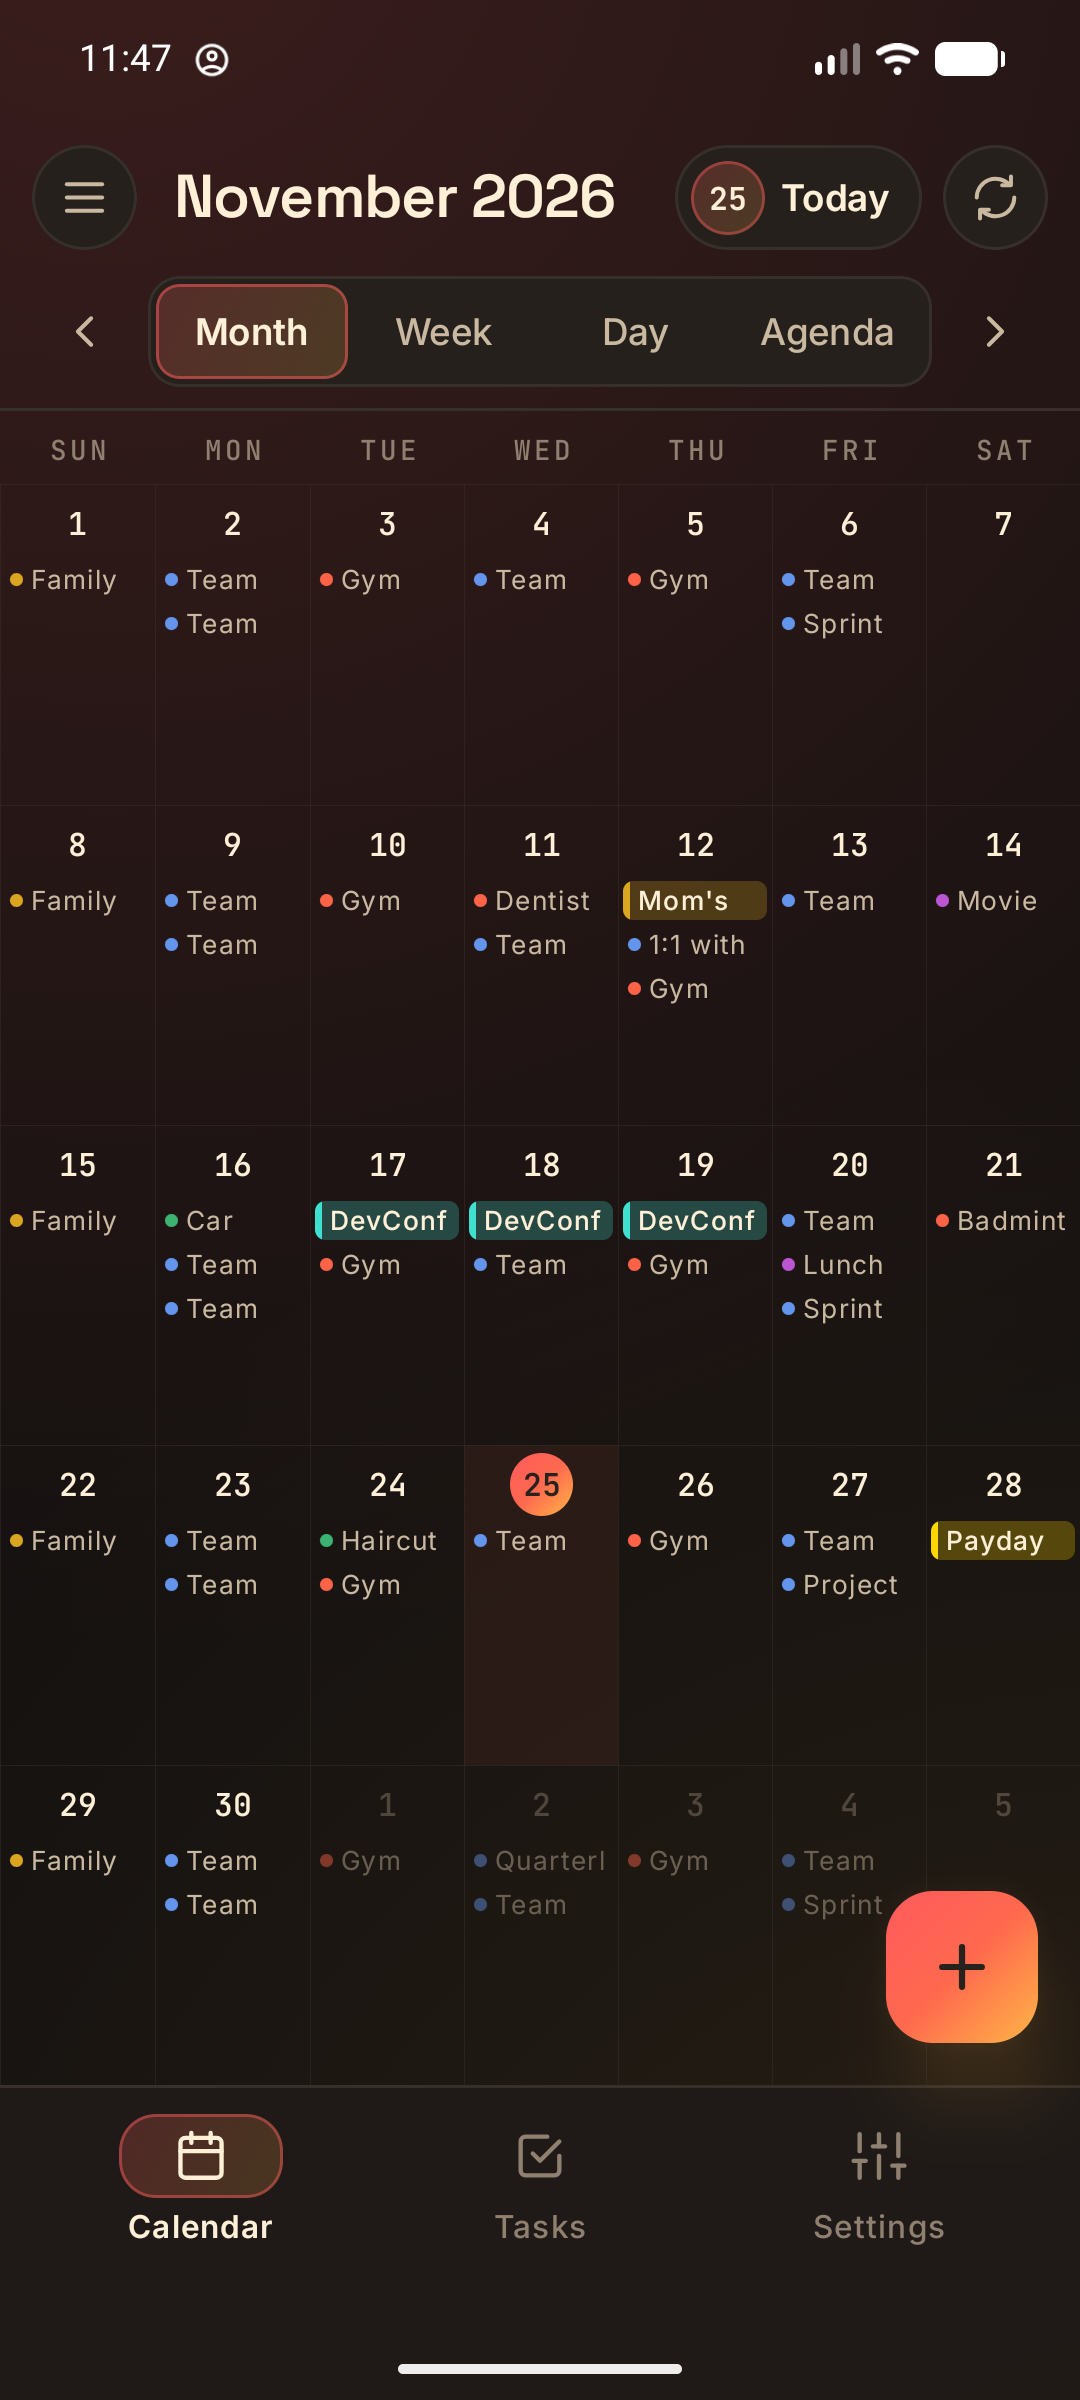 11:47
November 2026
25 Today
Month Week Day Agenda
SUN MON TUE WED THU FRI SAT
1 2 3 4 5 6 7
Family Team Gym Team Gym Team
Team Sprint
8 9 10 11 12 13 14
Family Team Gym Dentist Mom's Team Movie
Team Team 1:1 with
Gym
15 16 17 18 19 20 21
Family Car DevConf DevConf DevConf Team Badmint
Team Gym Team Gym Lunch
Team Sprint
22 23 24 25 26 27 28
Family Team Haircut Team Gym Team Payday
Team Gym Project
29 30 1 2 3 4 5
Family Team Gym Quarterl Gym Team
Team Team Sprint
Calendar Tasks Settings